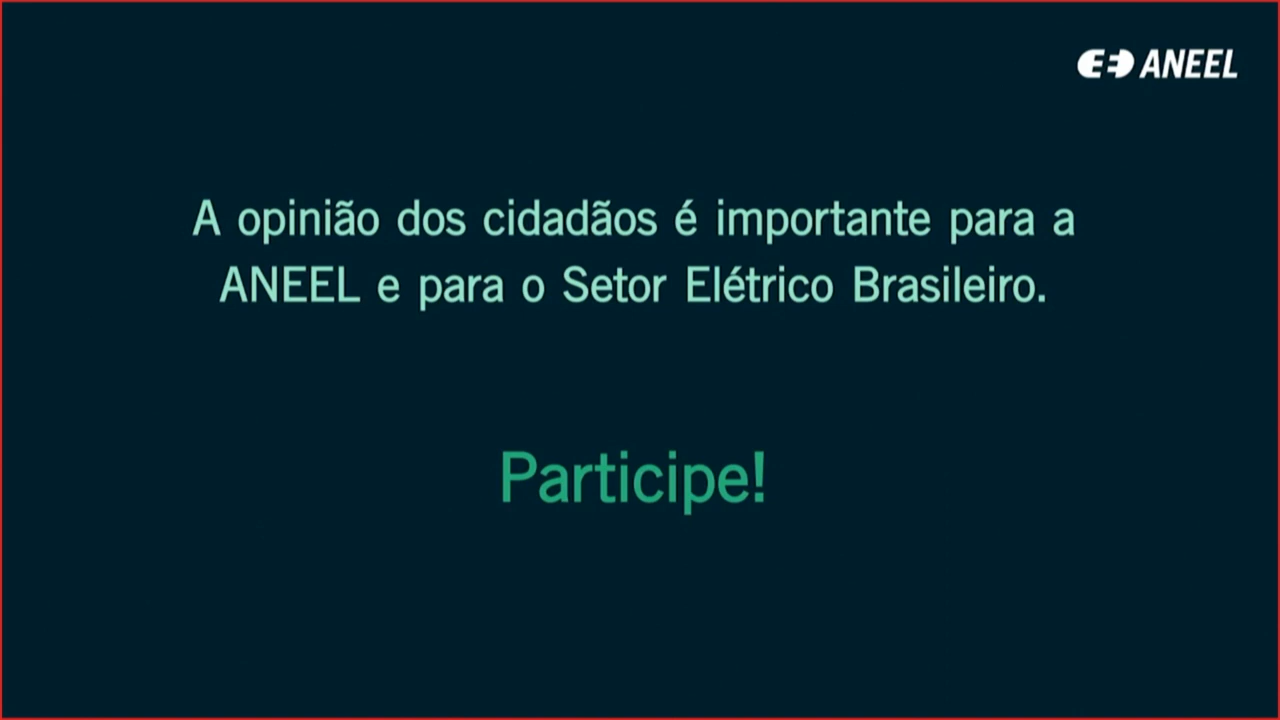 ANEEL
A opinião dos cidadãos é importante para a
ANEEL e para o Setor Elétrico Brasileiro.
Participe!